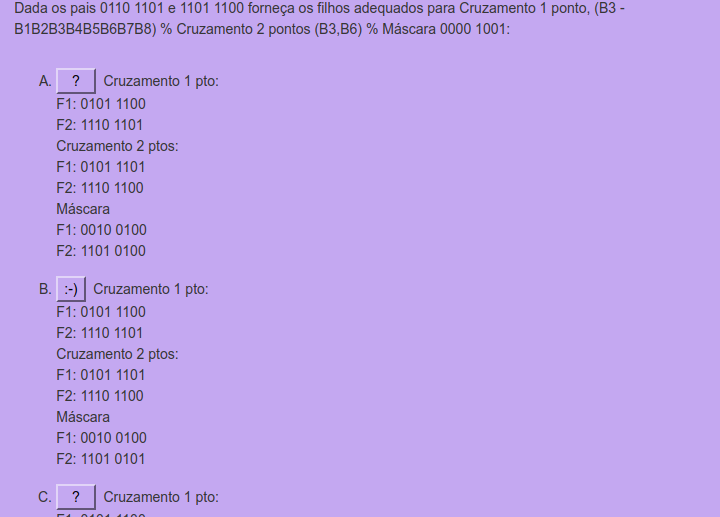 Dada os pais 0110 1101 e 1101 1100 forneça os filhos adequados para Cruzamento 1 ponto, (B3 -
B1B2B3B4B5B6B7B8) % Cruzamento 2 pontos (B3,B6) % Máscara 0000 1001:
A. ? Cruzamento 1 pto:
F1: 0101 1100
F2: 1110 1101
Cruzamento 2 ptos:
F1: 0101 1101
F2: 1110 1100
Máscara
F1: 0010 0100
F2: 1101 0100
B. :-) Cruzamento 1 pto:
F1: 0101 1100
F2: 1110 1101
Cruzamento 2 ptos:
F1: 0101 1101
F2: 1110 1100
Máscara
F1: 0010 0100
F2: 1101 0101
C. ? Cruzamento 1 pto: